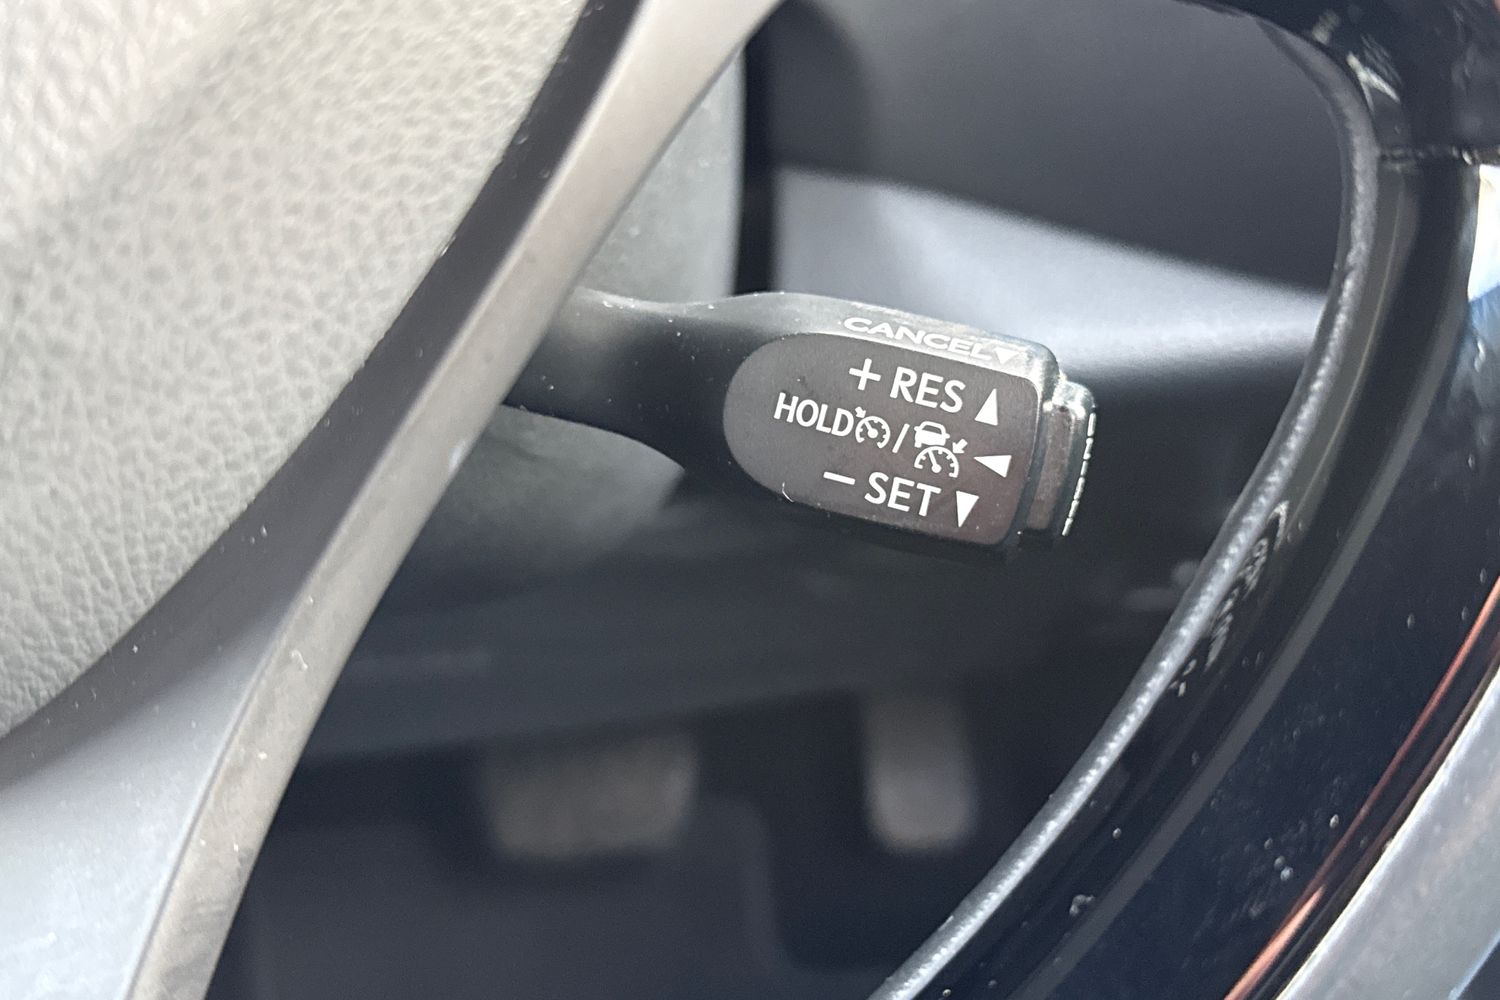 CANCEL▼
+ RES ▲
HOLD / ◀
− SET ▼